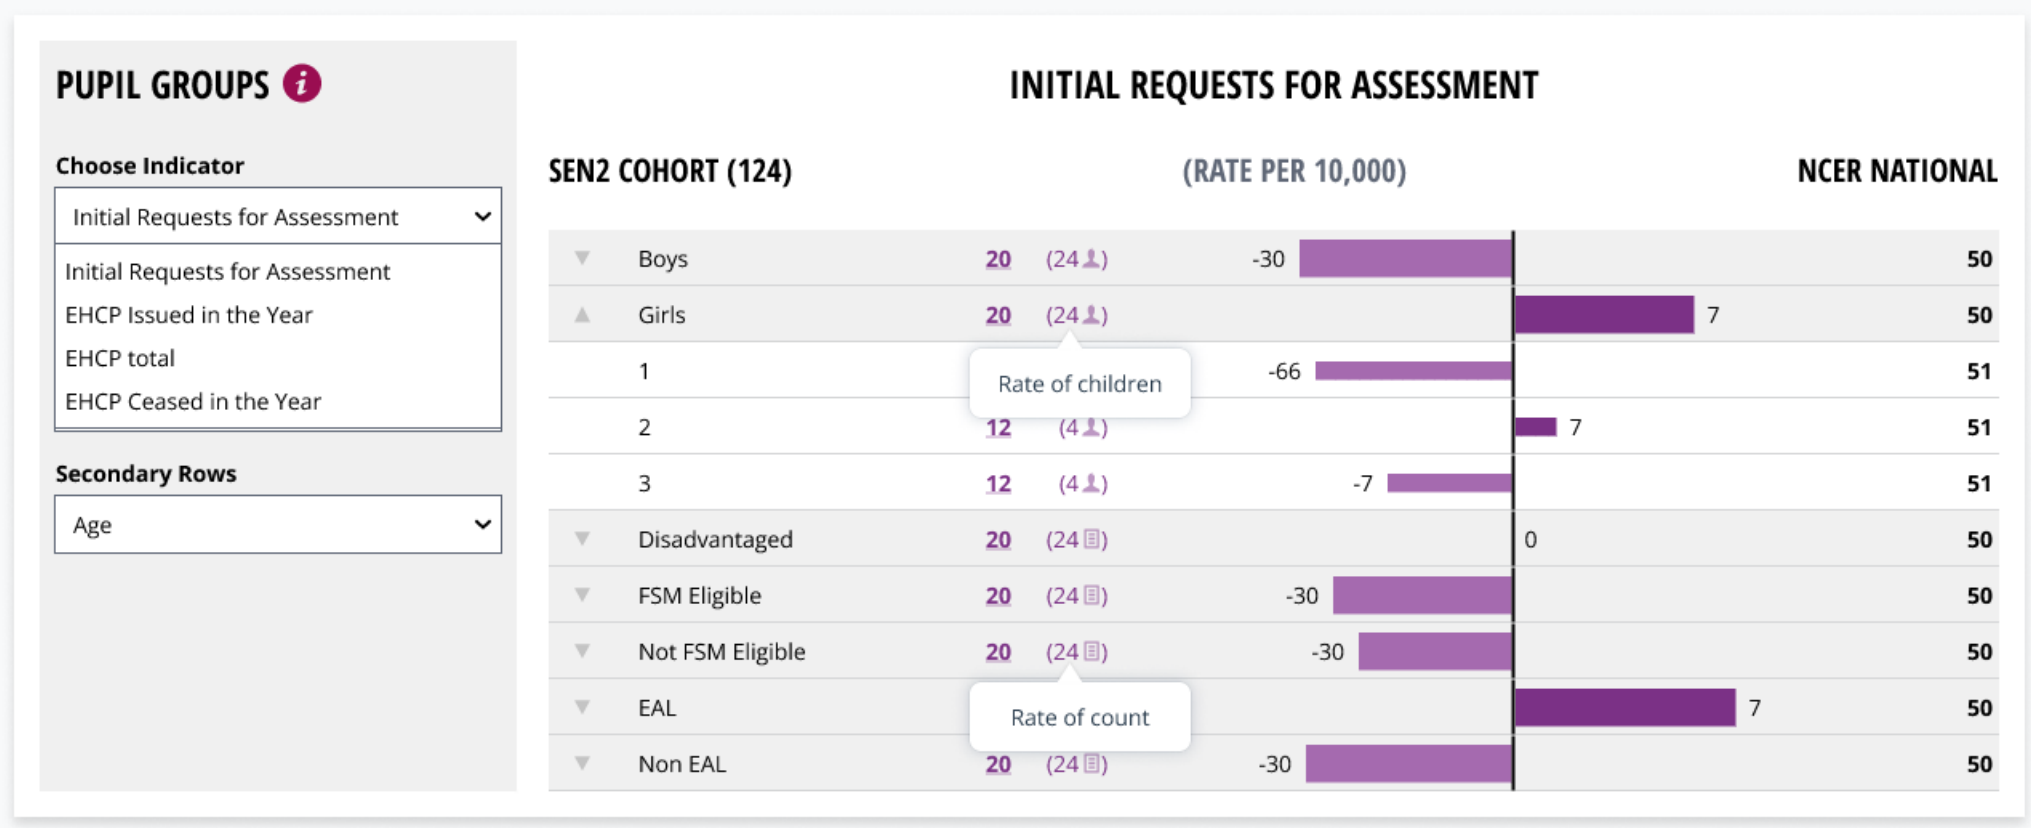 PUPIL GROUPS i
Choose Indicator
Initial Requests for Assessment
Initial Requests for Assessment
EHCP Issued in the Year
EHCP total
EHCP Ceased in the Year
Secondary Rows
Age
INITIAL REQUESTS FOR ASSESSMENT
SEN2 COHORT (124) (RATE PER 10,000) NCER NATIONAL
Boys 20 (24) -30 50
Girls 20 (24) 7 50
1 -66 51
Rate of children
2 12 (4) 7 51
3 12 (4) -7 51
Disadvantaged 20 (24) 0 50
FSM Eligible 20 (24) -30 50
Not FSM Eligible 20 (24) -30 50
EAL 7 50
Rate of count
Non EAL 20 (24) -30 50